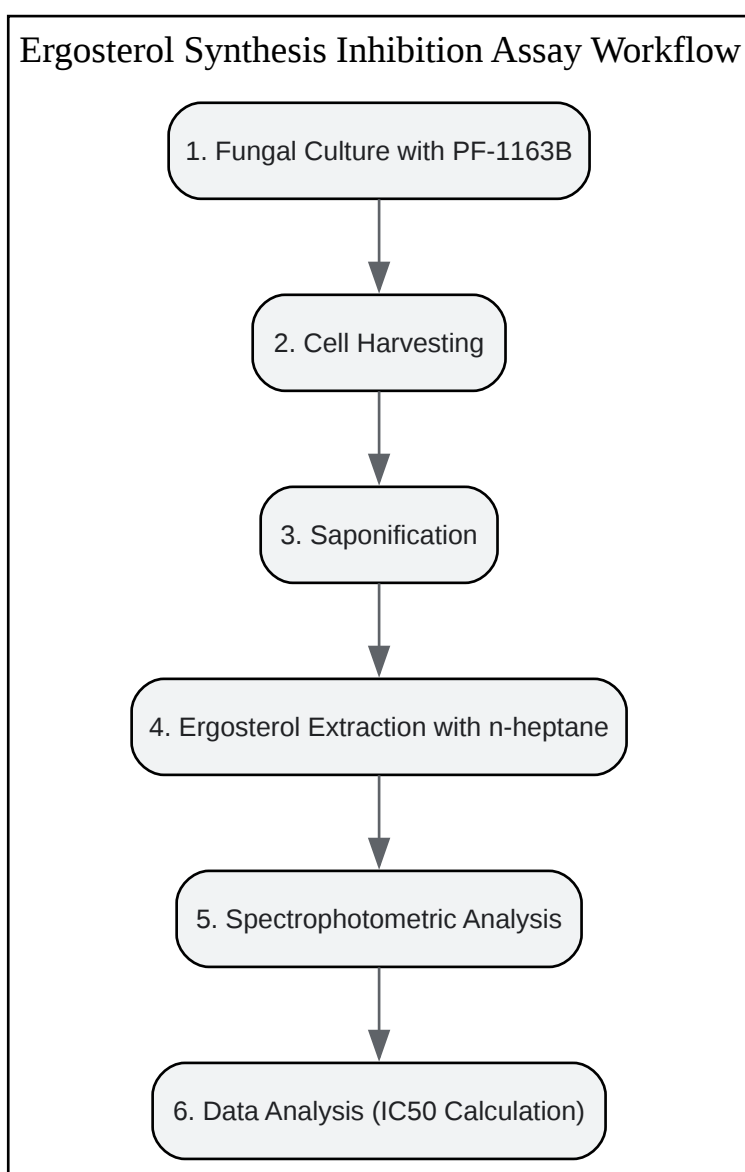 Ergosterol Synthesis Inhibition Assay Workflow
1. Fungal Culture with PF-1163B
2. Cell Harvesting
3. Saponification
4. Ergosterol Extraction with n-heptane
5. Spectrophotometric Analysis
6. Data Analysis (IC50 Calculation)